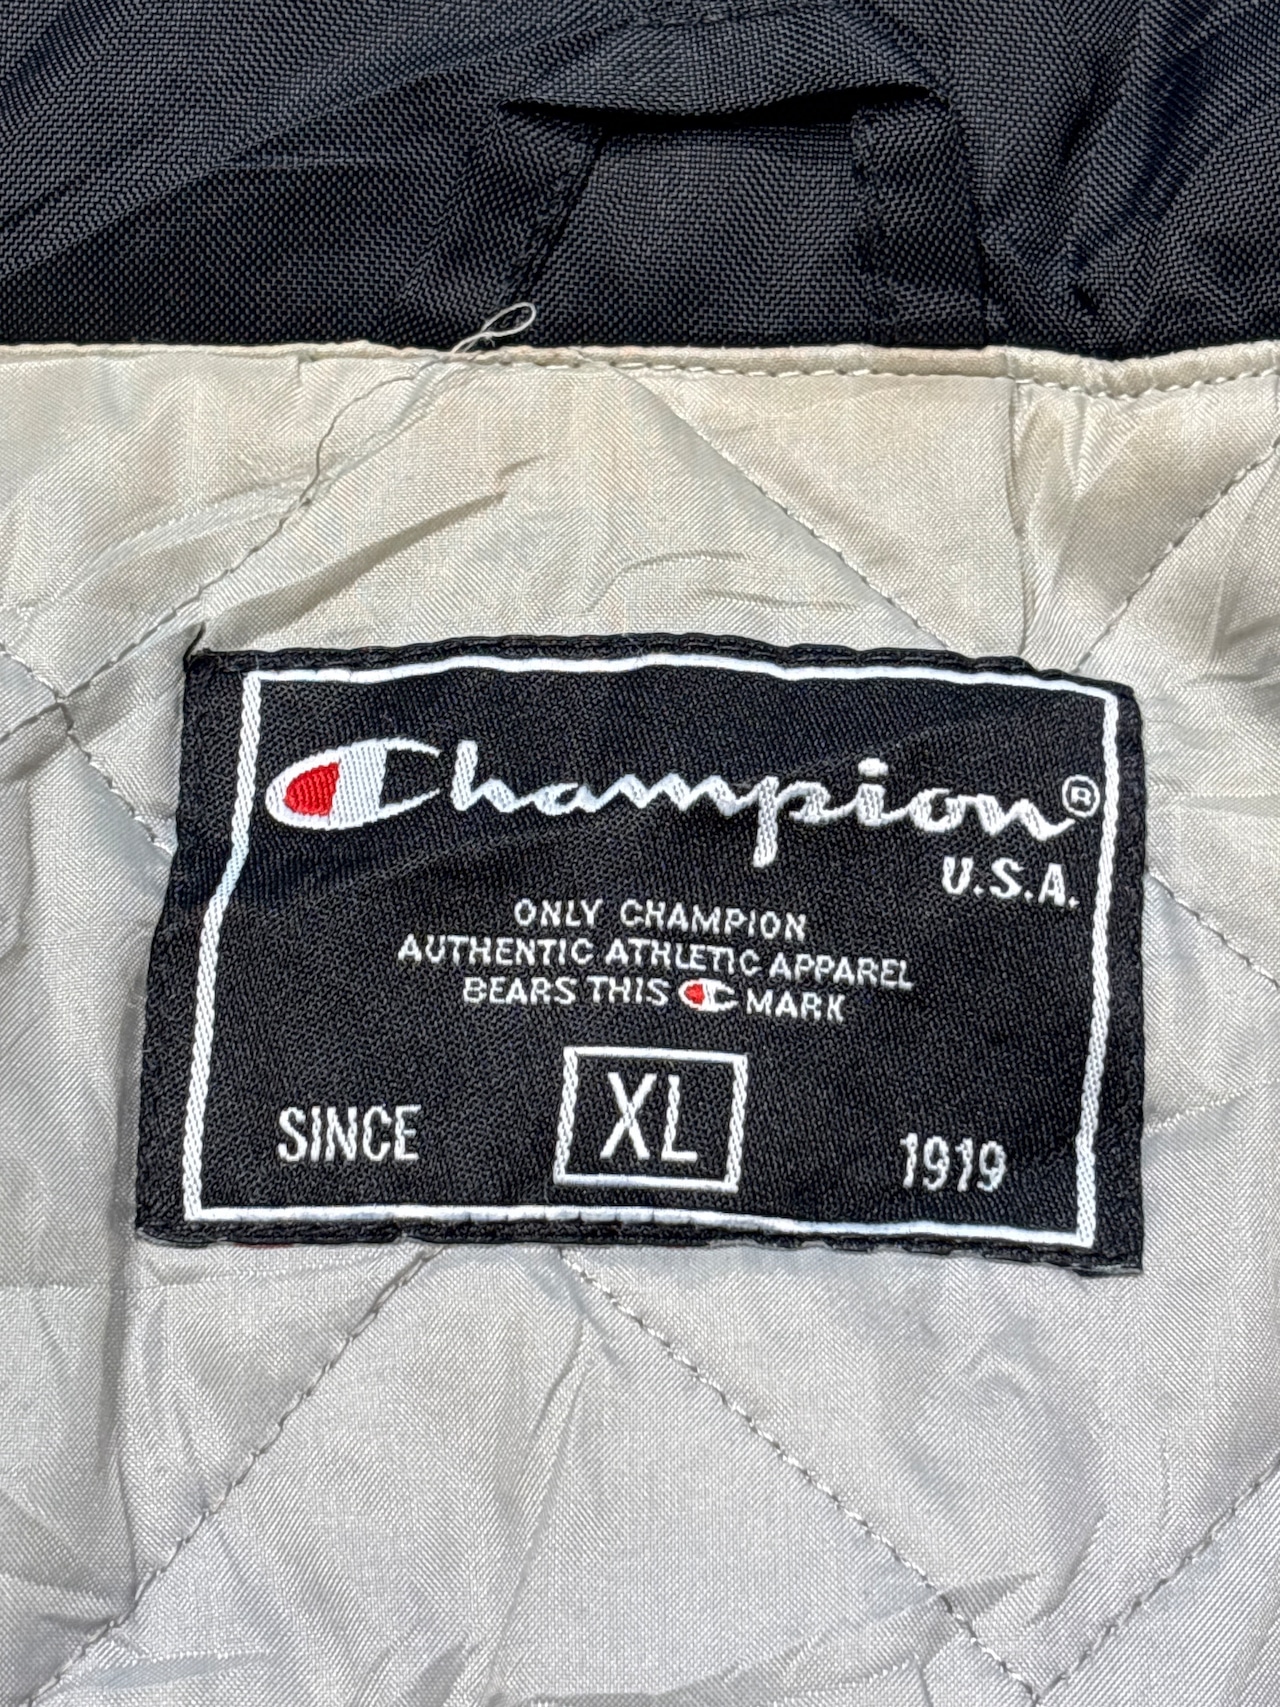 Champion®
U.S.A.
ONLY CHAMPION
AUTHENTIC ATHLETIC APPAREL
BEARS THIS C MARK
XL
SINCE 1919